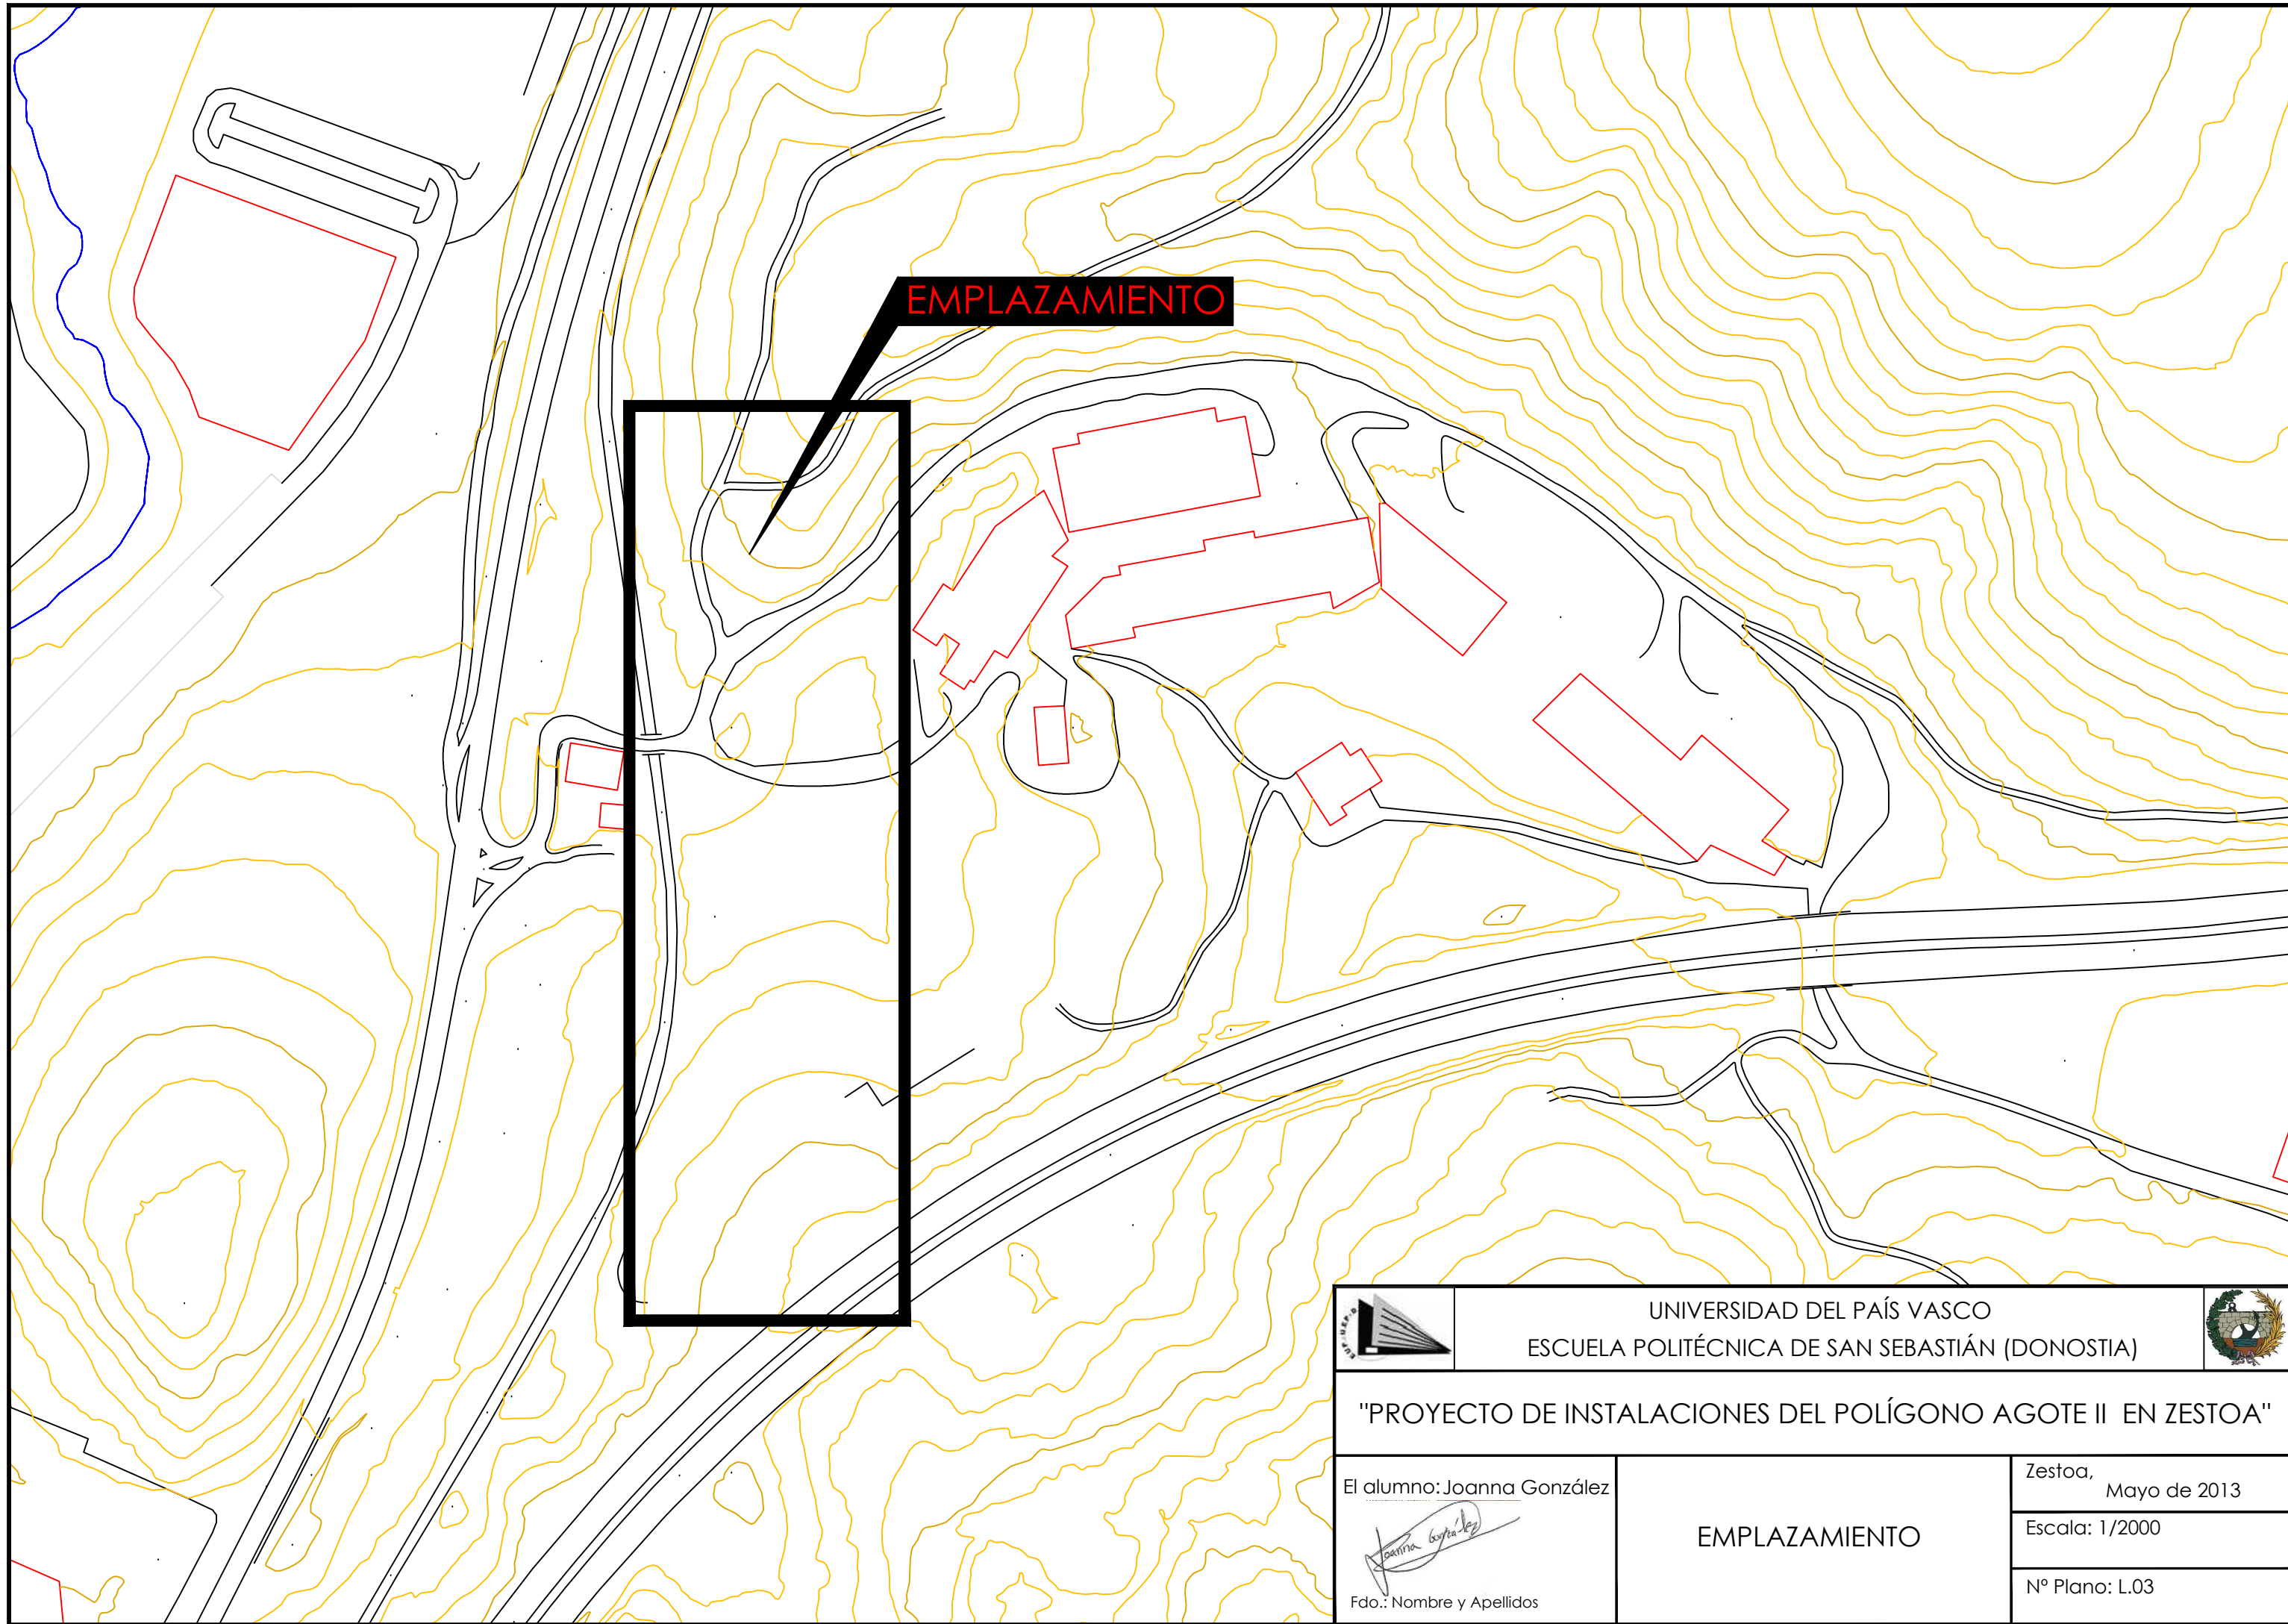 EMPLAZAMIENTO
UNIVERSIDAD DEL PAÍS VASCO
ESCUELA POLITÉCNICA DE SAN SEBASTIÁN (DONOSTIA)
"PROYECTO DE INSTALACIONES DEL POLÍGONO AGOTE II EN ZESTOA"
El alumno: Joanna González
Joanna González
Fdo.: Nombre y Apellidos
EMPLAZAMIENTO
Zestoa,
Mayo de 2013
Escala: 1/2000
Nº Plano: L.03